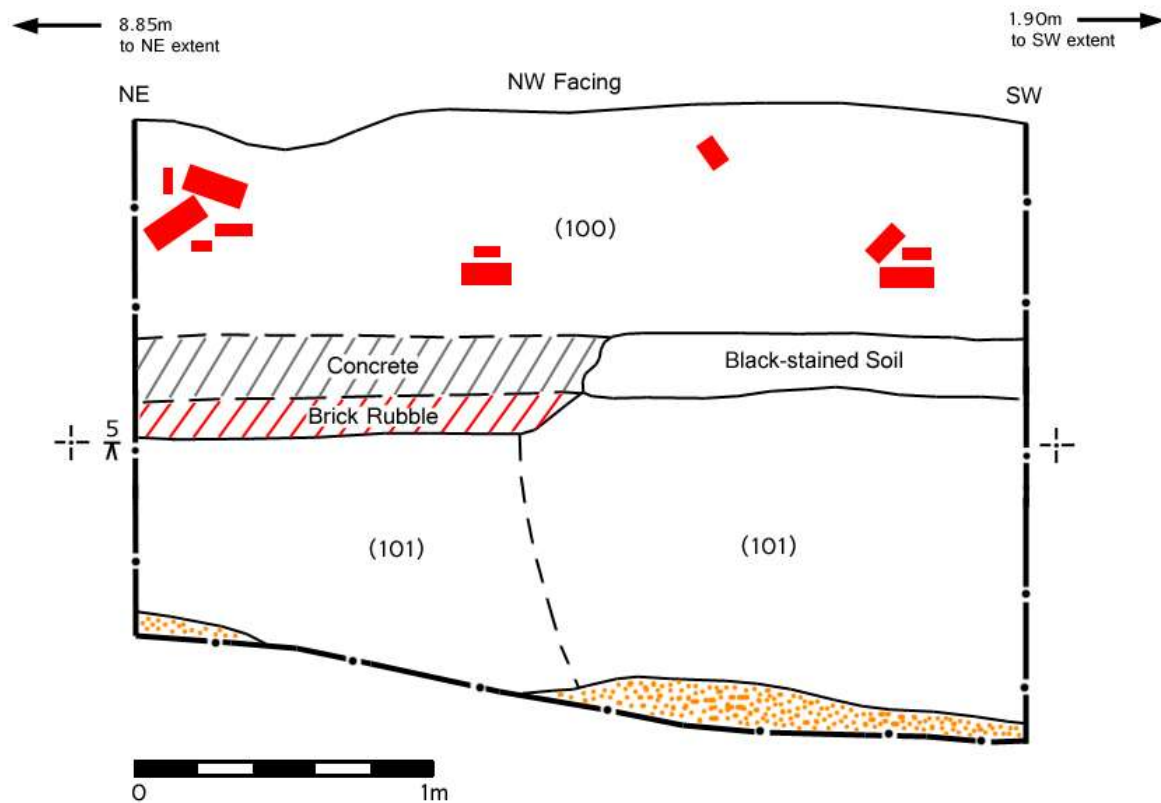 8.85m
to NE extent
1.90m
to SW extent
NE
NW Facing
SW
(100)
Concrete
Black-stained Soil
Brick Rubble
5
(101)
(101)
0
1m